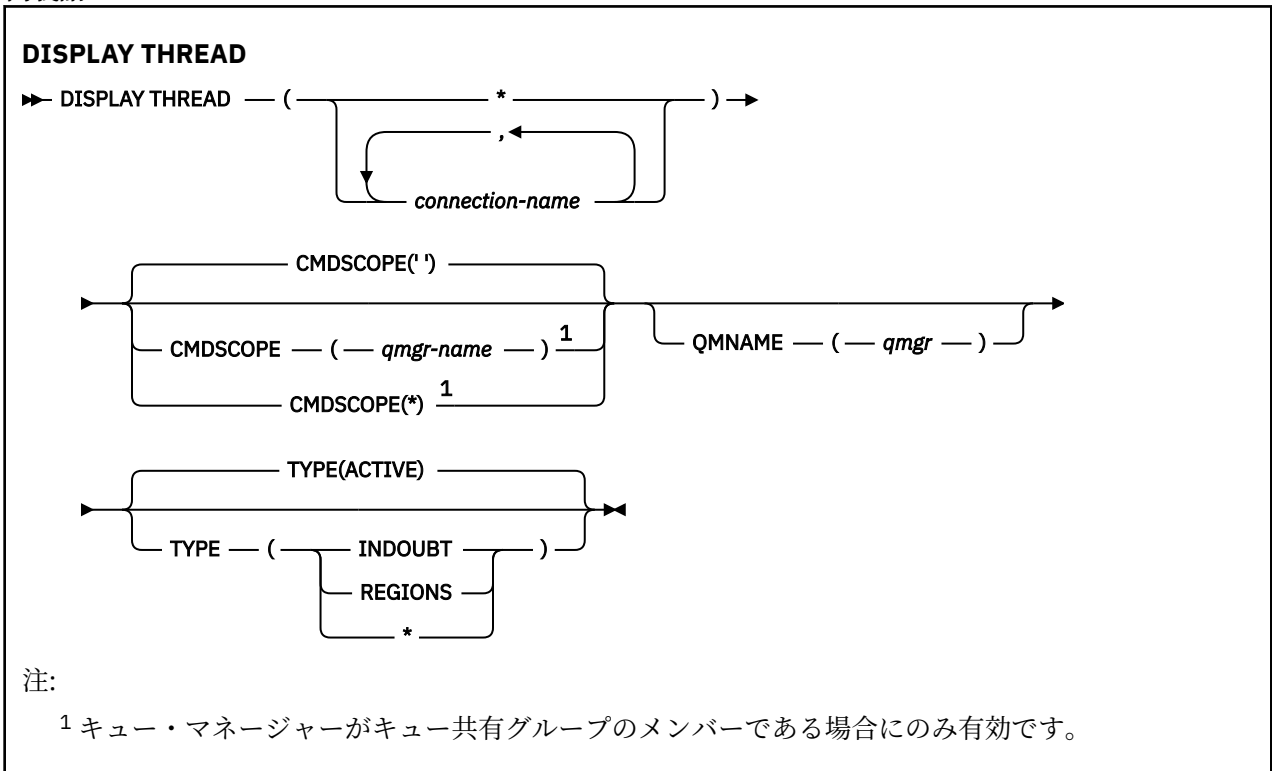 DISPLAY THREAD
DISPLAY THREAD ( * )
,
connection-name
CMDSCOPE(' ')
CMDSCOPE ( qmgr-name ) 1
CMDSCOPE(*) 1
QMNAME ( qmgr )
TYPE(ACTIVE)
TYPE ( INDOUBT )
REGIONS
*
注:
1 キュー・マネージャーがキュー共有グループのメンバーである場合にのみ有効です。